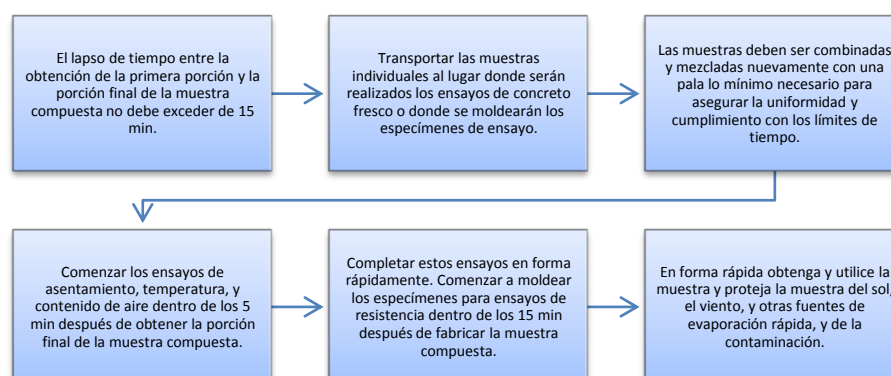 El lapso de tiempo entre la
obtención de la primera porción y la
porción final de la muestra
compuesta no debe exceder de 15
min.
Transportar las muestras
individuales al lugar donde serán
realizados los ensayos de concreto
fresco o donde se moldearán los
especímenes de ensayo.
Las muestras deben ser combinadas
y mezcladas nuevamente con una
pala lo mínimo necesario para
asegurar la uniformidad y
cumplimiento con los límites de
tiempo.
Comenzar los ensayos de
asentamiento, temperatura, y
contenido de aire dentro de los 5
min después de obtener la porción
final de la muestra compuesta.
Completar estos ensayos en forma
rápidamente. Comenzar a moldear
los especímenes para ensayos de
resistencia dentro de los 15 min
después de fabricar la muestra
compuesta.
En forma rápida obtenga y utilice la
muestra y proteja la muestra del sol,
el viento, y otras fuentes de
evaporación rápida, y de la
contaminación.